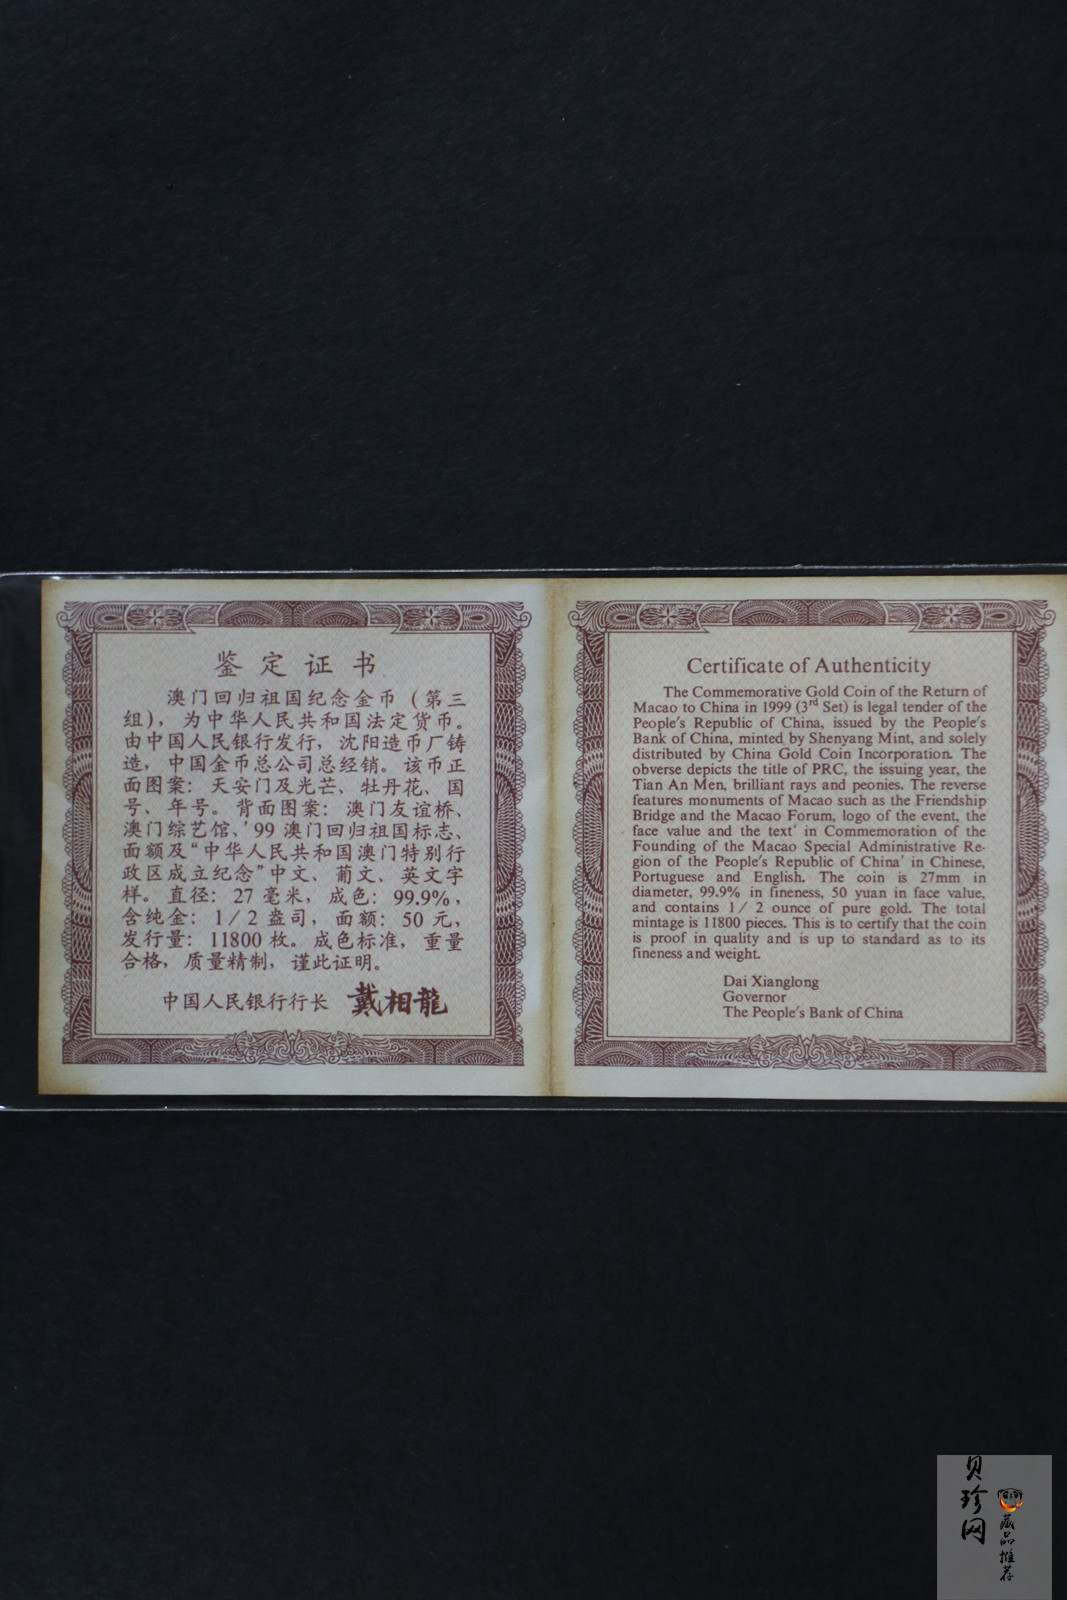 鉴定证书
澳门回归祖国纪念金币（第三
组），为中华人民共和国法定货币。
由中国人民银行发行，沈阳造币厂铸
造，中国金币总公司总经销。该币正
面图案：天安门及光芒、牡丹花、国
号、年号。背面图案：澳门友谊桥、
澳门综艺馆、'99澳门回归祖国标志、
面额及“中华人民共和国澳门特别行
政区成立纪念”中文、葡文、英文字
样。直径：27毫米，成色：99.9%，
含纯金：1/2盎司，面额：50元，
发行量：11800枚。成色标准，重量
合格，质量精制，谨此证明。
中国人民银行行长 戴相龍
Certificate of Authenticity
The Commemorative Gold Coin of the Return of
Macao to China in 1999 (3rd Set) is legal tender of the
People's Republic of China, issued by the People's
Bank of China, minted by Shenyang Mint, and solely
distributed by China Gold Coin Incorporation. The
obverse depicts the title of PRC, the issuing year, the
Tian An Men, brilliant rays and peonies. The reverse
features monuments of Macao such as the Friendship
Bridge and the Macao Forum, logo of the event, the
face value and the text' in Commemoration of the
Founding of the Macao Special Administrative Re-
gion of the People's Republic of China' in Chinese,
Portuguese and English. The coin is 27mm in
diameter, 99.9% in fineness, 50 yuan in face value,
and contains 1/2 ounce of pure gold. The total
mintage is 11800 pieces. This is to certify that the coin
is proof in quality and is up to standard as to its
fineness and weight.
Dai Xianglong
Governor
The People's Bank of China
贝珍网
藏品推荐